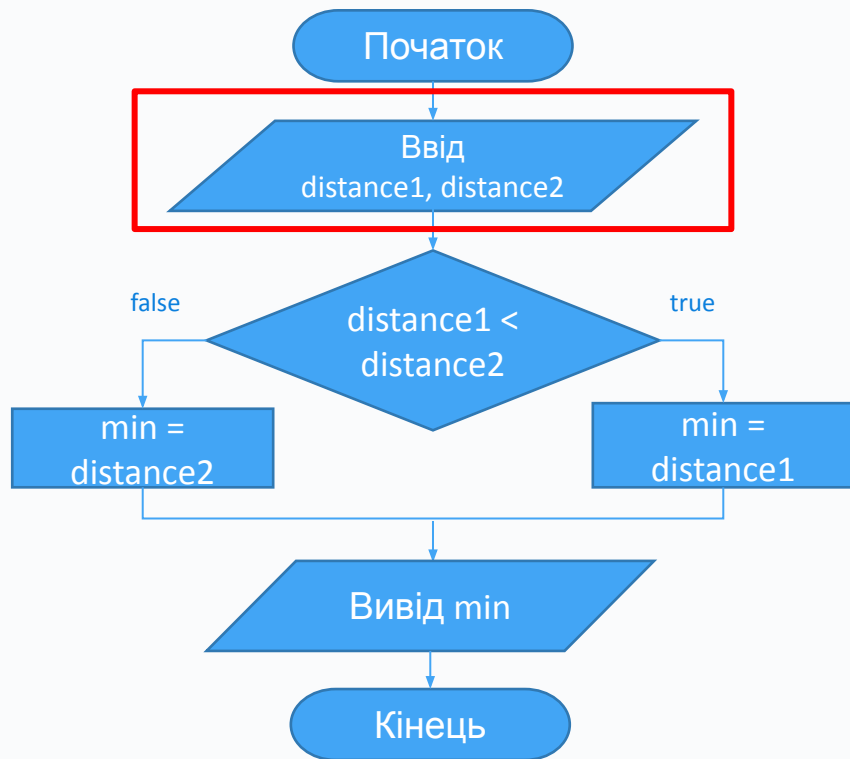 Початок
Ввід
distance1, distance2
false
true
distance1 <
distance2
min =
distance2
min =
distance1
Вивід min
Кінець